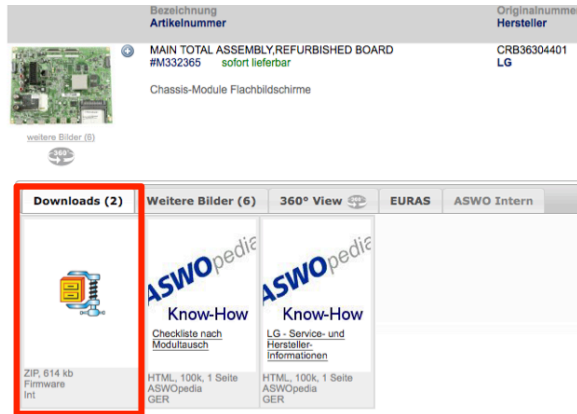 Bezeichnung Originalnummer
Artikelnummer Hersteller
MAIN TOTAL ASSEMBLY,REFURBISHED BOARD CRB36304401
#M332365 sofort lieferbar LG
Chassis-Module Flachbildschirme
weitere Bilder (6)
360°
Downloads (2) Weitere Bilder (6) 360° View EURAS ASWO Intern
ASWOpedia ASWOpedia
Know-How Know-How
Checkliste nach LG - Service- und
Modultausch Hersteller-
Informationen
ZIP, 614 kb HTML, 100k, 1 Seite HTML, 100k, 1 Seite
Firmware ASWOpedia ASWOpedia
Int GER GER